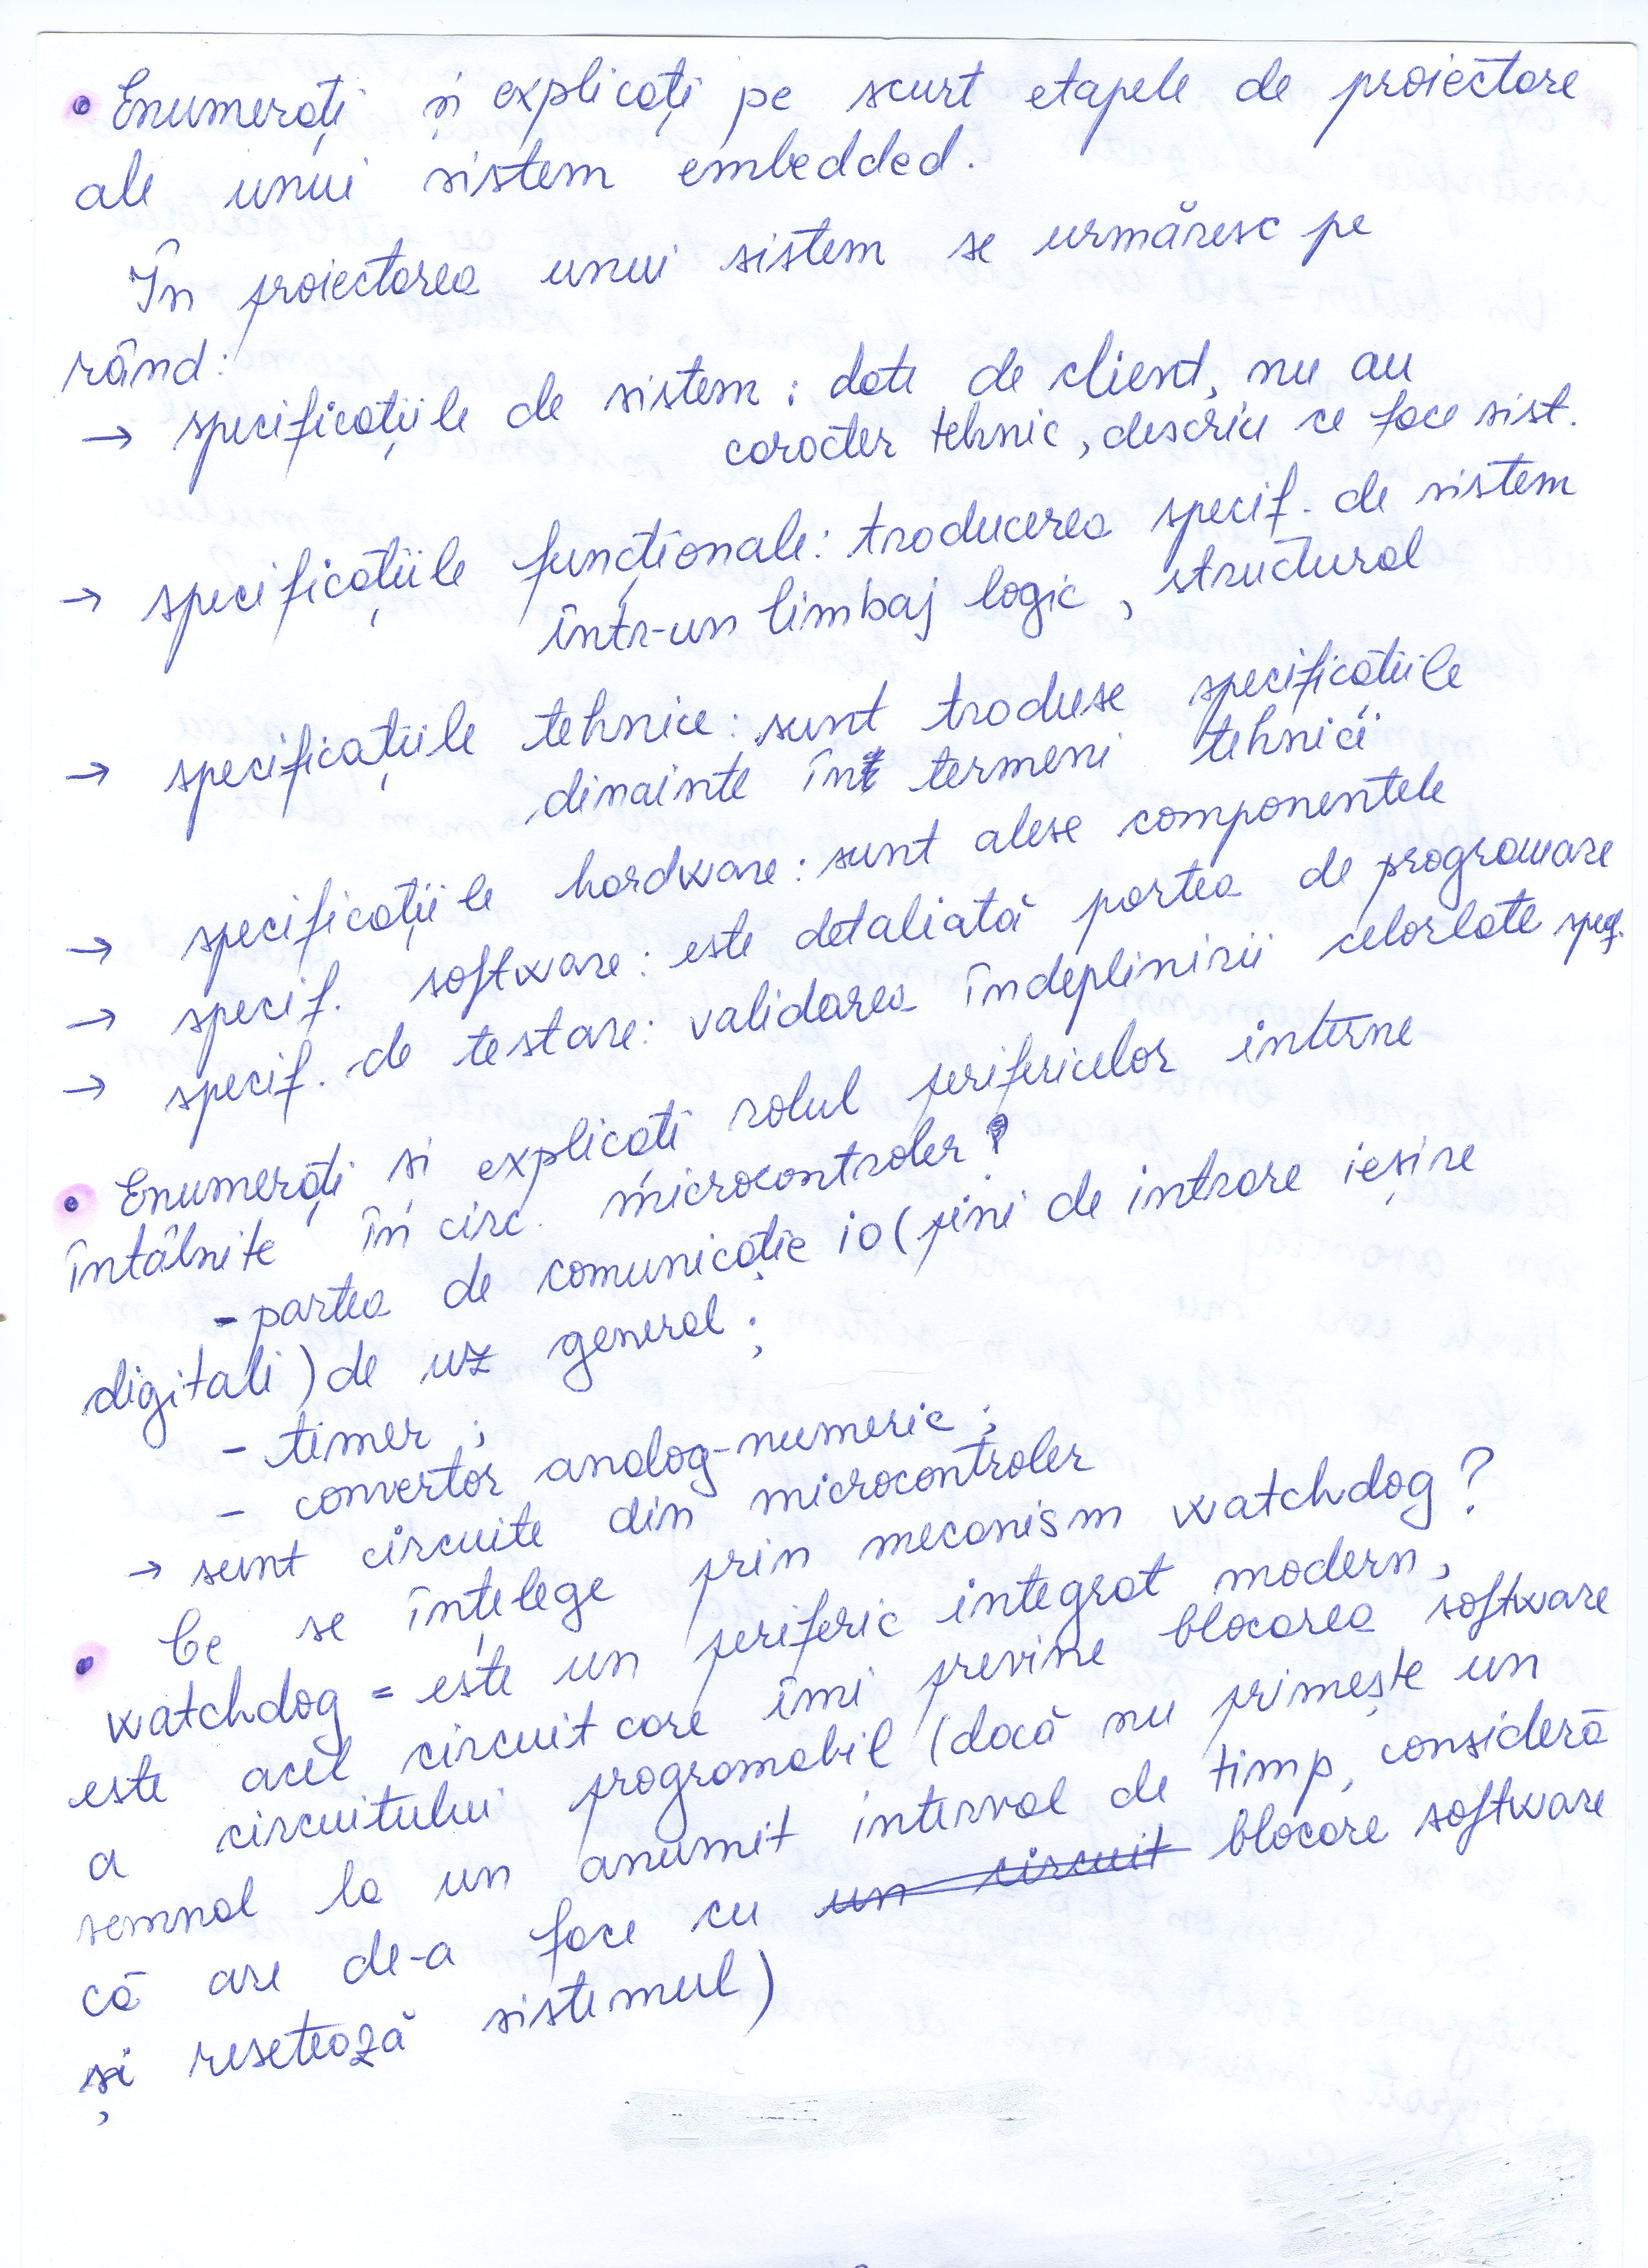 • Enumerați și explicați pe scurt etapele de proiectare
ale unui sistem embedded.
În proiectarea unui sistem se urmăresc pe
rând:
→ specificațiile de sistem : date de client, nu au
caracter tehnic, descriu ce face sist.
→ specificațiile funcționale: traducerea specif. de sistem
într-un limbaj logic, structural
→ specificațiile tehnice: sunt traduse specificațiile
dinainte în termeni tehnici
→ specificațiile hardware: sunt alese componentele
→ specif. software: este detaliată partea de programare
→ specif. de testare: validarea îndeplinirii celorlate specif.
• Enumerați si explicati rolul perifericelor interne
întâlnite în circ. microcontroler?
- partea de comunicație io (pini de intrare ieșire
digitali) de uz general;
- timer;
- convertor analog-numeric;
→ sunt circuite din microcontroler
• Ce se înțelege prin mecanism watchdog?
watchdog = este un periferic integrat modern,
este acel circuit care îmi previne blocarea software
a circuitului programabil (dacă nu primește un
semnal la un anumit interval de timp, consideră
că are de-a face cu un circuit blocare software
și resetează sistemul)